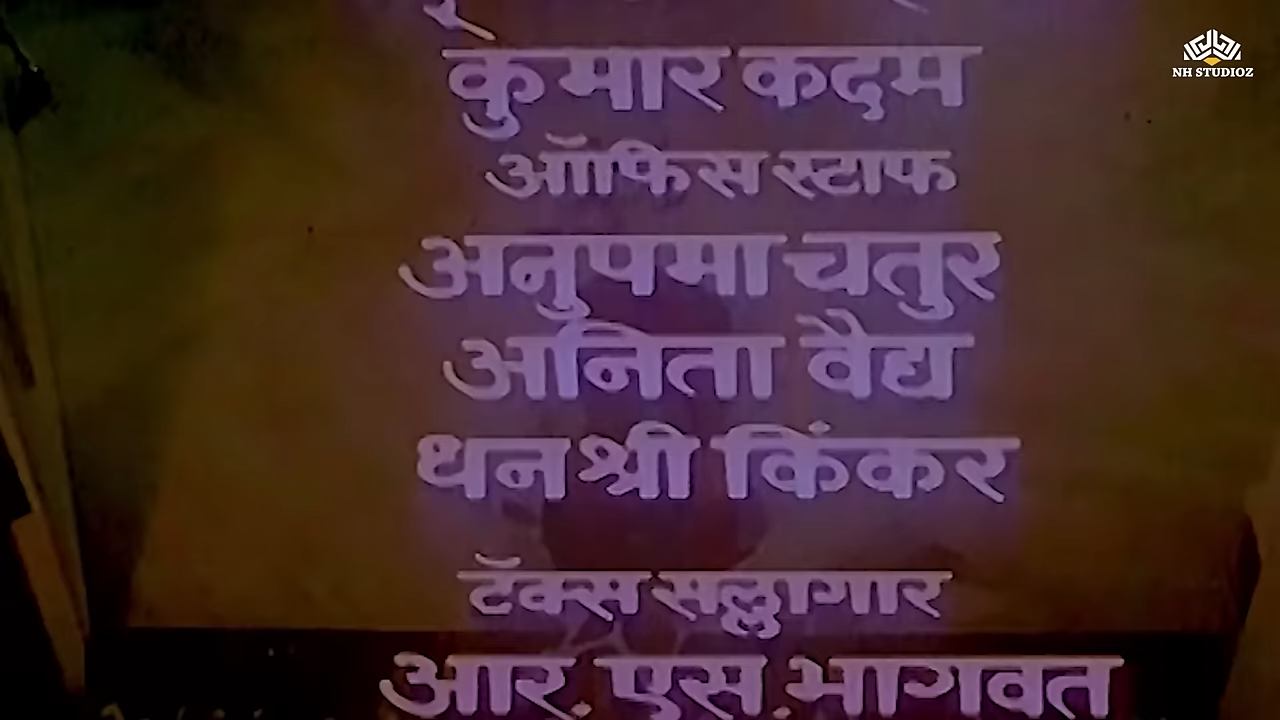 NH STUDIOZ
कुमार कदम
ऑफिस स्टाफ
अनुपमा चतुर
अनिता वैद्य
धनश्री किंकर
टॅक्स सल्लागार
आर. एस. भागवत